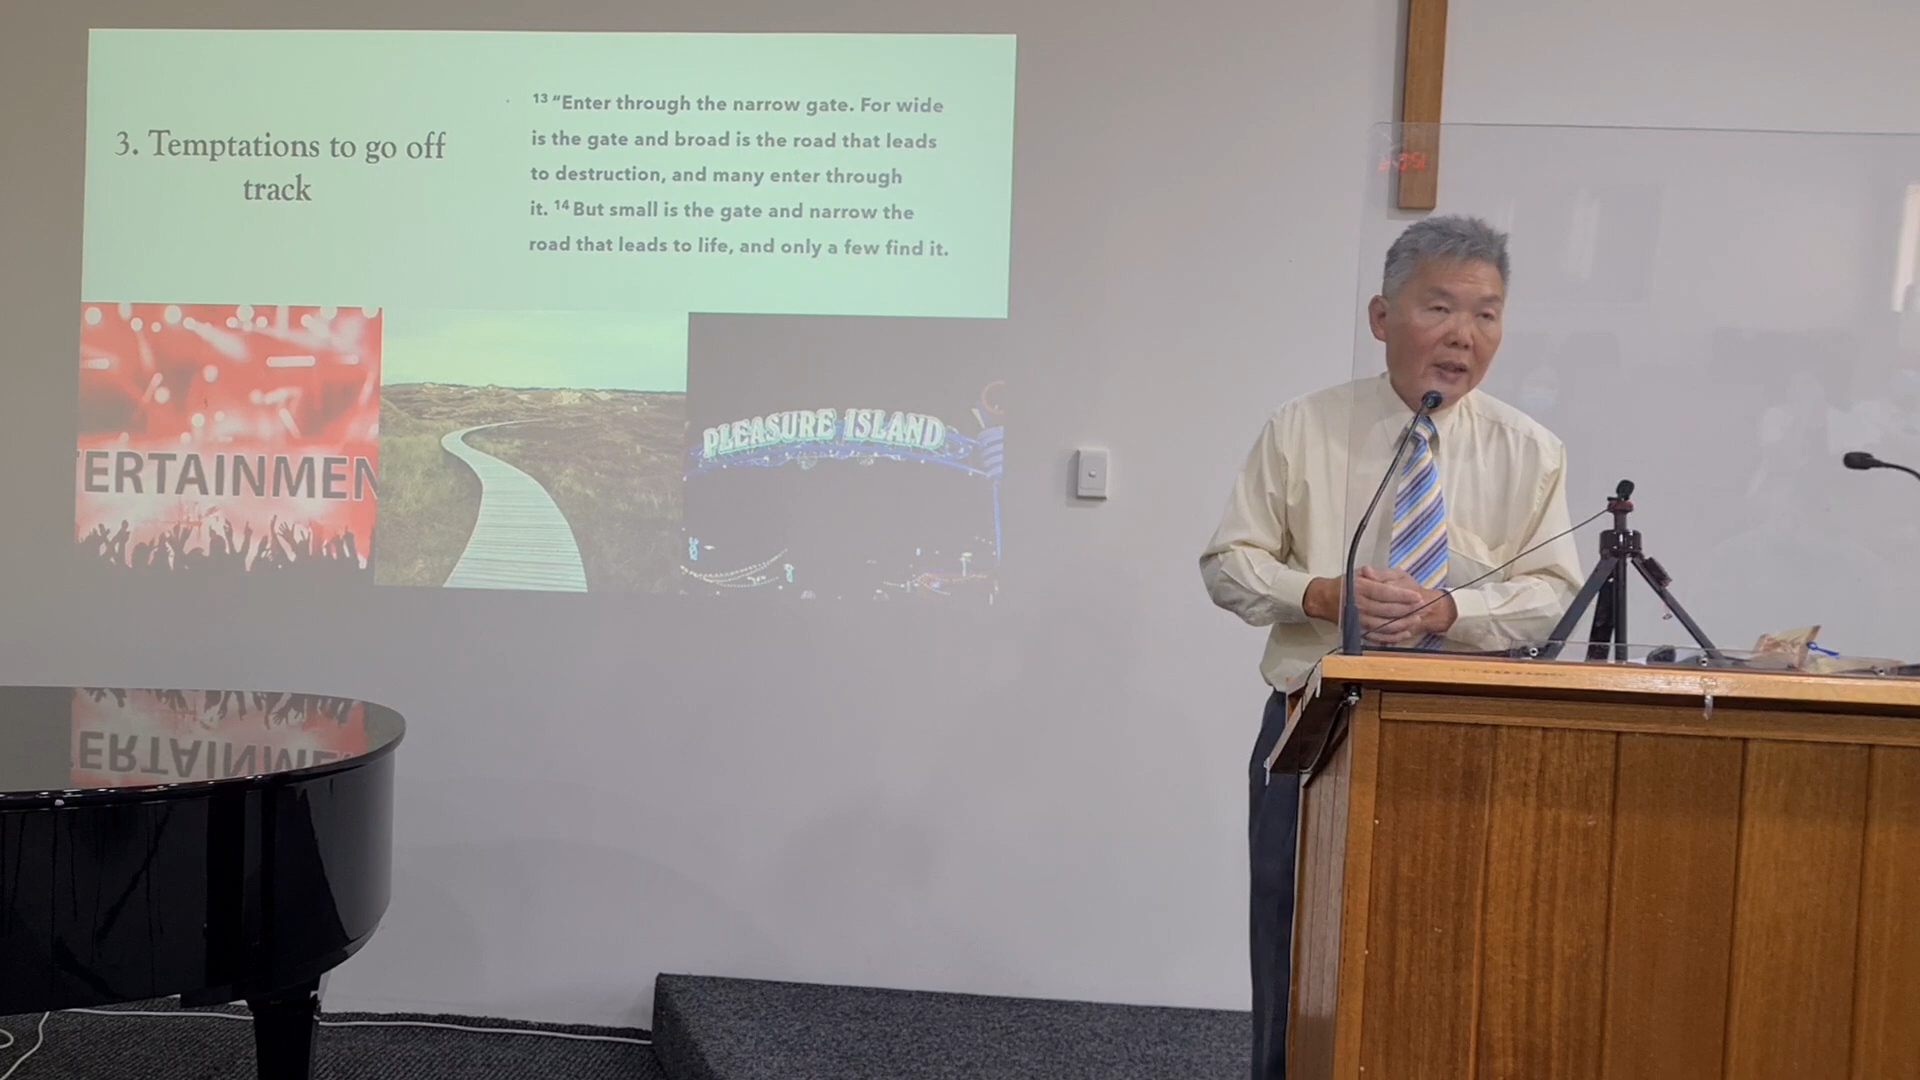 3. Temptations to go off
track
13 "Enter through the narrow gate. For wide
is the gate and broad is the road that leads
to destruction, and many enter through
it. 14 But small is the gate and narrow the
road that leads to life, and only a few find it.
ERTAINMEN
PLEASURE ISLAND
ERTAINME